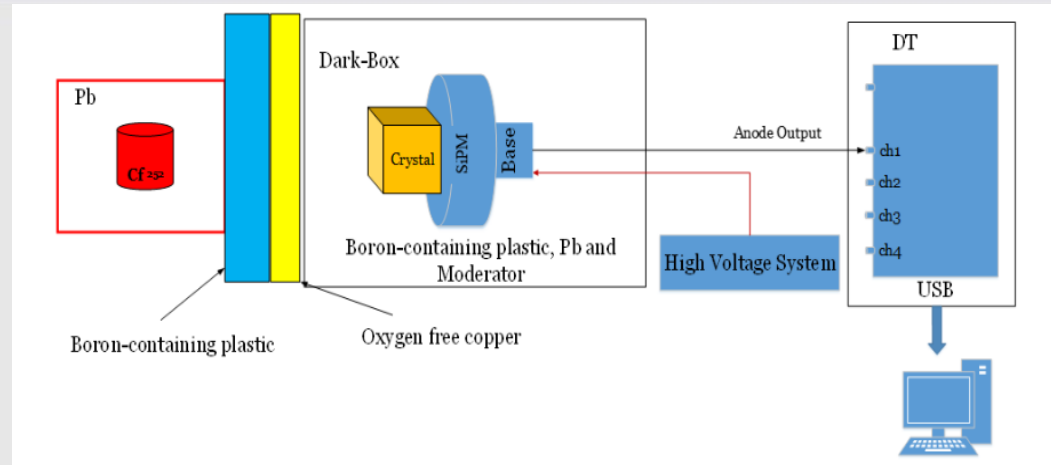 Pb
Cf 252
Dark-Box
Crystal
SiPM
Base
Boron-containing plastic, Pb and
Moderator
Anode Output
High Voltage System
DT
ch1
ch2
ch3
ch4
USB
Boron-containing plastic
Oxygen free copper